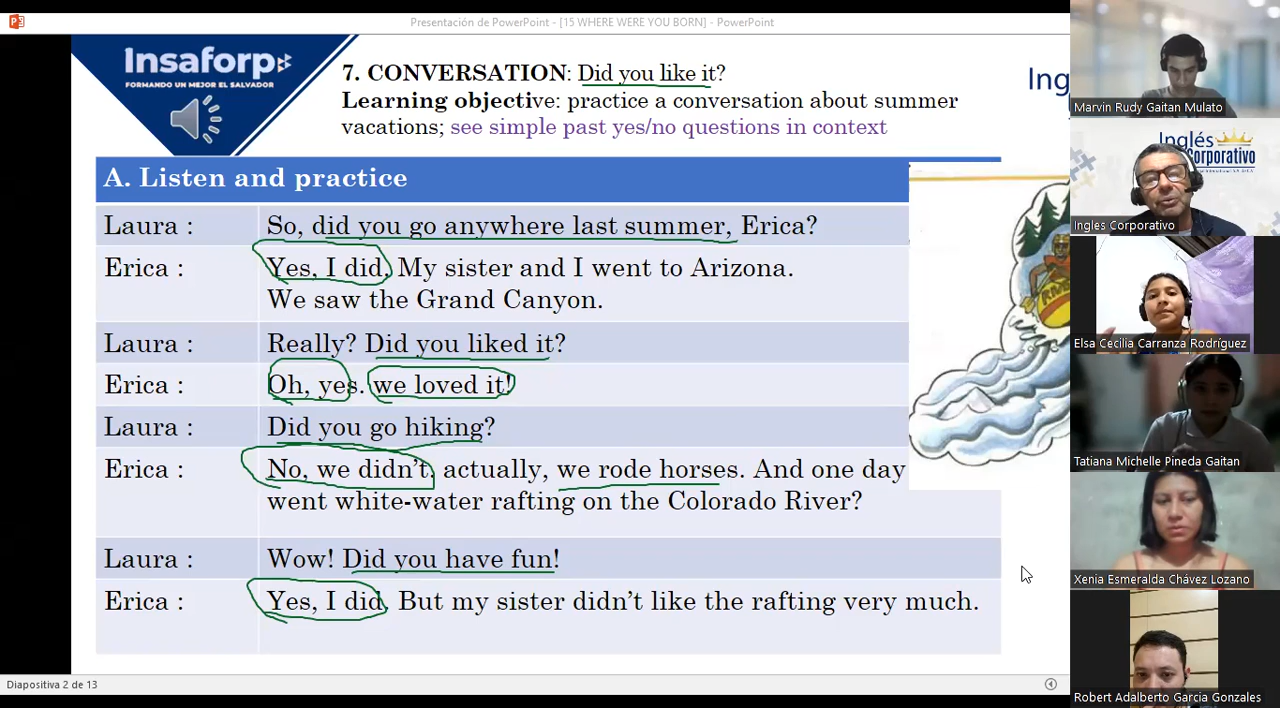 Presentación de PowerPoint - [15 WHERE WERE YOU BORN] - PowerPoint
Insaforp
FORMANDO UN MEJOR EL SALVADOR
7. CONVERSATION: Did you like it?
Learning objective: practice a conversation about summer
vacations; see simple past yes/no questions in context
Ing
A. Listen and practice
Laura : So, did you go anywhere last summer, Erica?
Erica : Yes, I did. My sister and I went to Arizona.
We saw the Grand Canyon.
Laura : Really? Did you liked it?
Erica : Oh, yes. we loved it!
Laura : Did you go hiking?
Erica : No, we didn't. actually, we rode horses. And one day
went white-water rafting on the Colorado River?
Laura : Wow! Did you have fun!
Erica : Yes, I did. But my sister didn't like the rafting very much.
Diapositiva 2 de 13
Marvin Rudy Gaitan Mulato
Inglés
Corporativo
Ingles Corporativo
Elsa Cecilia Carranza Rodríguez
Tatiana Michelle Pineda Gaitan
Xenia Esmeralda Chávez Lozano
Robert Adalberto Garcia Gonzales